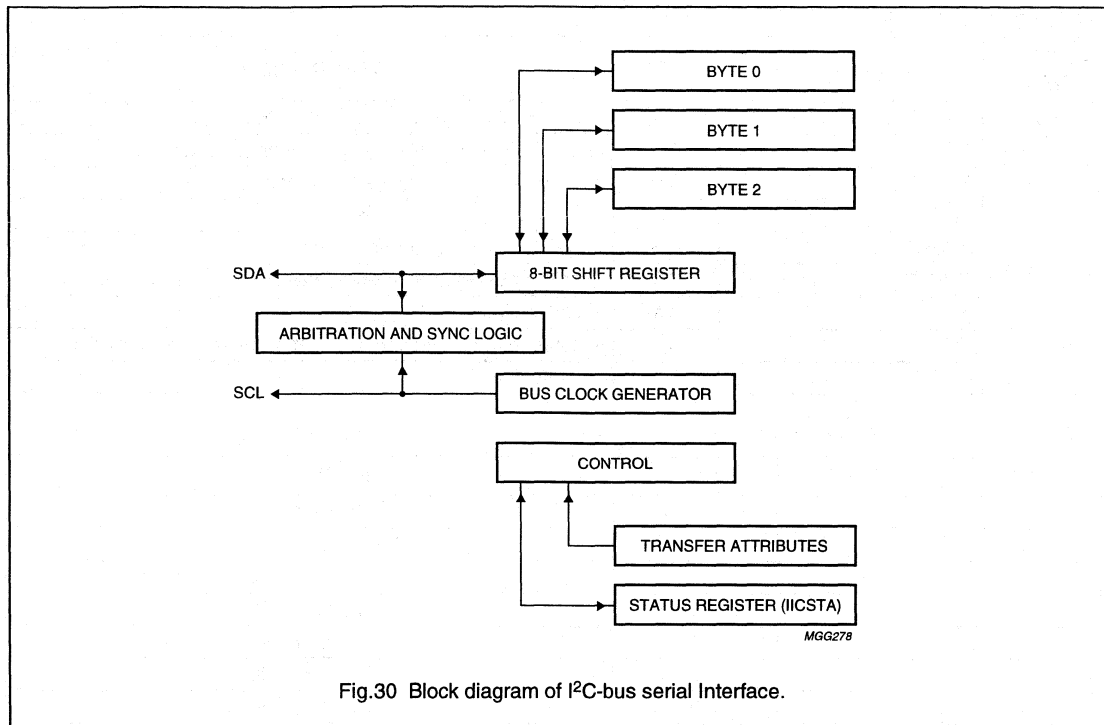 BYTE 0
BYTE 1
BYTE 2
SDA
8-BIT SHIFT REGISTER
ARBITRATION AND SYNC LOGIC
SCL
BUS CLOCK GENERATOR
CONTROL
TRANSFER ATTRIBUTES
STATUS REGISTER (IICSTA)
MGG278
Fig.30 Block diagram of I²C-bus serial Interface.